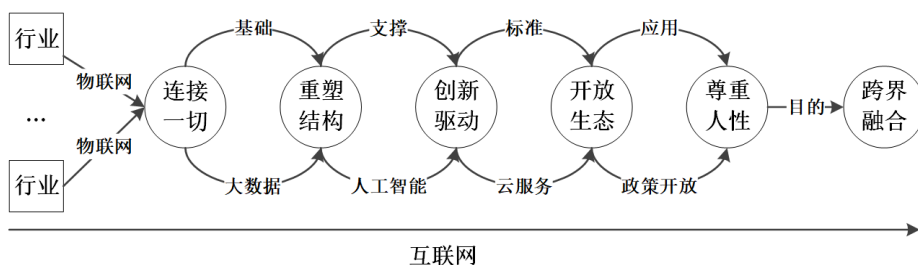 行业
物联网
...
物联网
行业
连接
一切
基础
大数据
重塑
结构
支撑
人工智能
创新
驱动
标准
云服务
开放
生态
应用
政策开放
尊重
人性
目的
跨界
融合
互联网